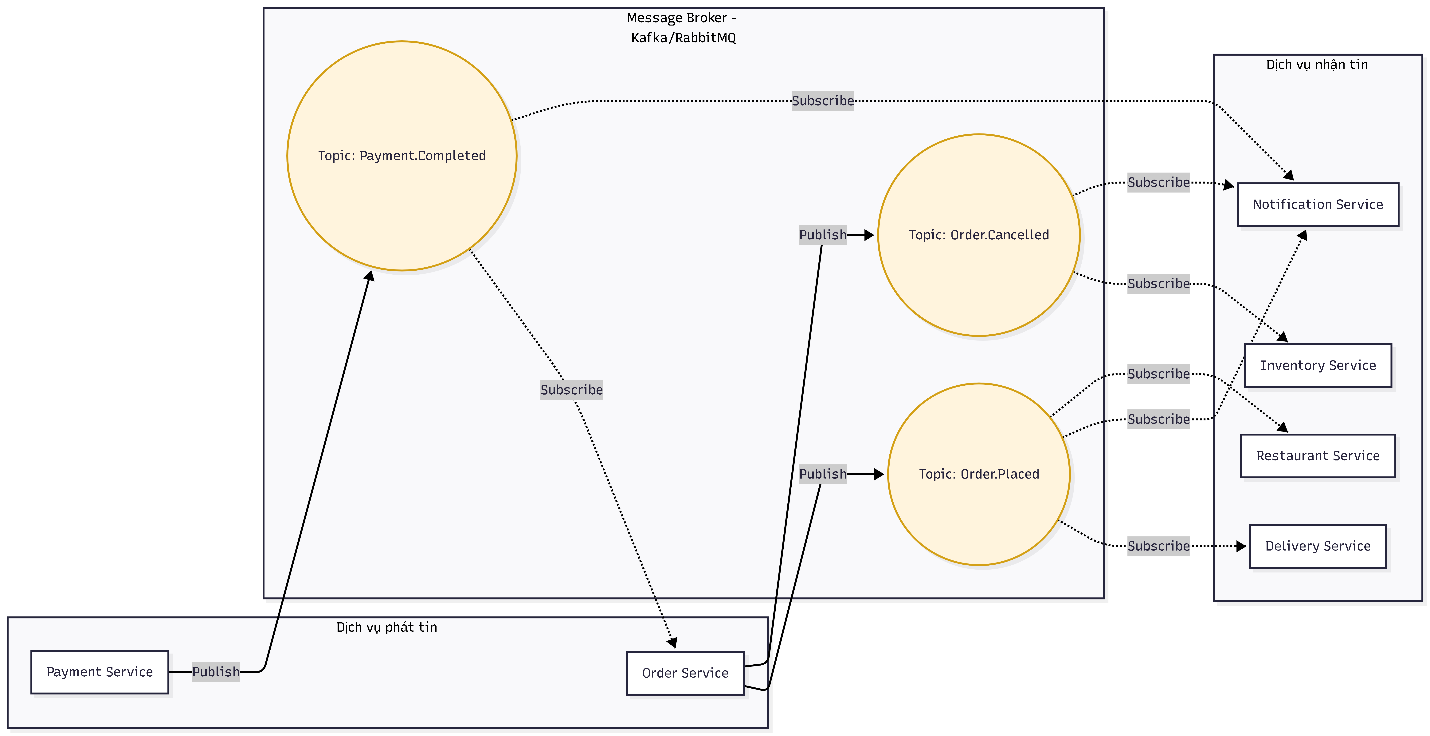 Message Broker -
Kafka/RabbitMQ
Dịch vụ nhận tin
Subscribe
Topic: Payment.Completed
Subscribe
Notification Service
Publish
Topic: Order.Cancelled
Subscribe
Inventory Service
Subscribe
Subscribe
Subscribe
Restaurant Service
Publish
Topic: Order.Placed
Subscribe
Delivery Service
Dịch vụ phát tin
Payment Service
Publish
Order Service